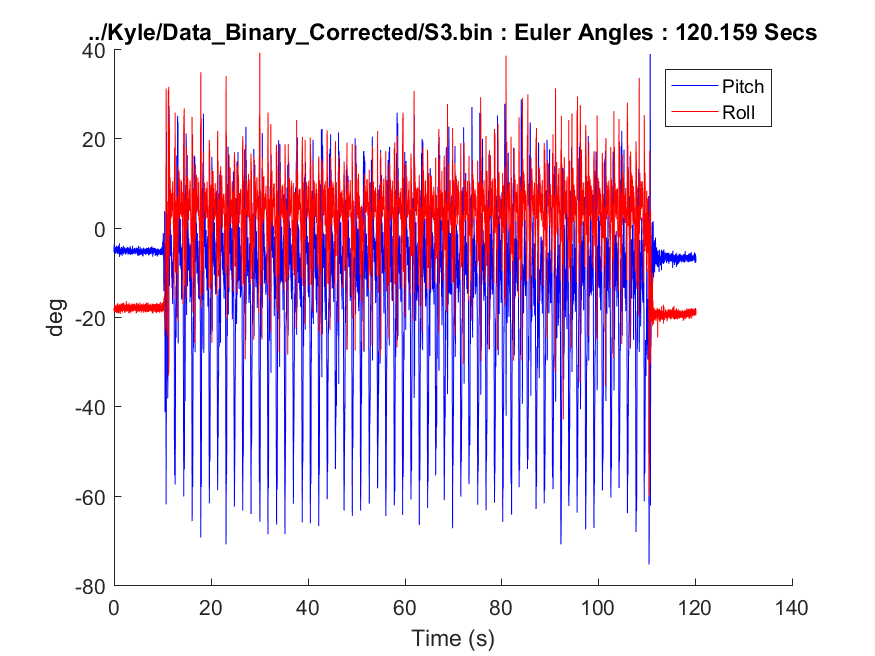 ../Kyle/Data_Binary_Corrected/S3.bin : Euler Angles : 120.159 Secs
40
20
0
-20
-40
-60
-80
deg
Pitch
Roll
0 20 40 60 80 100 120 140
Time (s)